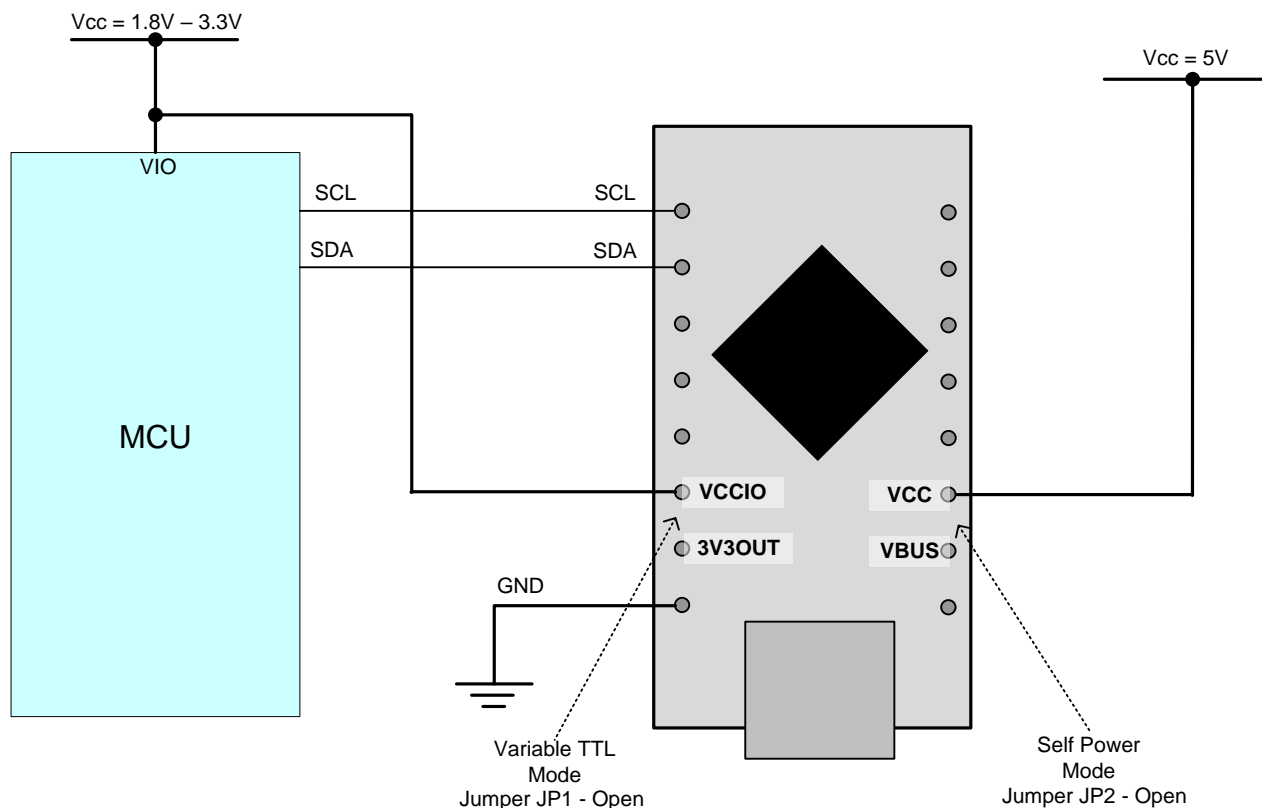 Vcc = 1.8V – 3.3V
Vcc = 5V
VIO
SCL
SCL
SDA
SDA
MCU
VCCIO
VCC
3V3OUT
VBUS
GND
Variable TTL
Mode
Jumper JP1 - Open
Self Power
Mode
Jumper JP2 - Open